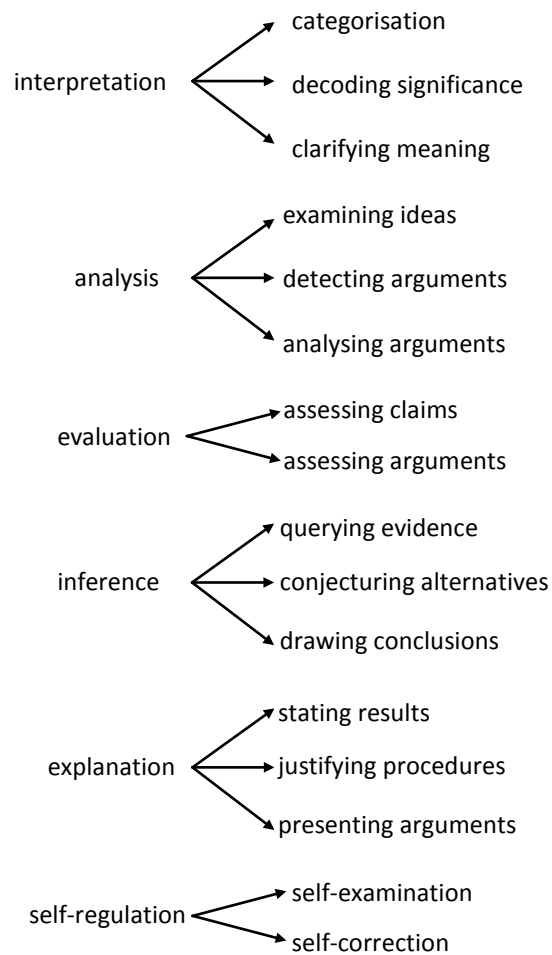 categorisation
interpretation
decoding significance
clarifying meaning
examining ideas
analysis
detecting arguments
analysing arguments
assessing claims
evaluation
assessing arguments
querying evidence
inference
conjecturing alternatives
drawing conclusions
stating results
explanation
justifying procedures
presenting arguments
self-examination
self-regulation
self-correction